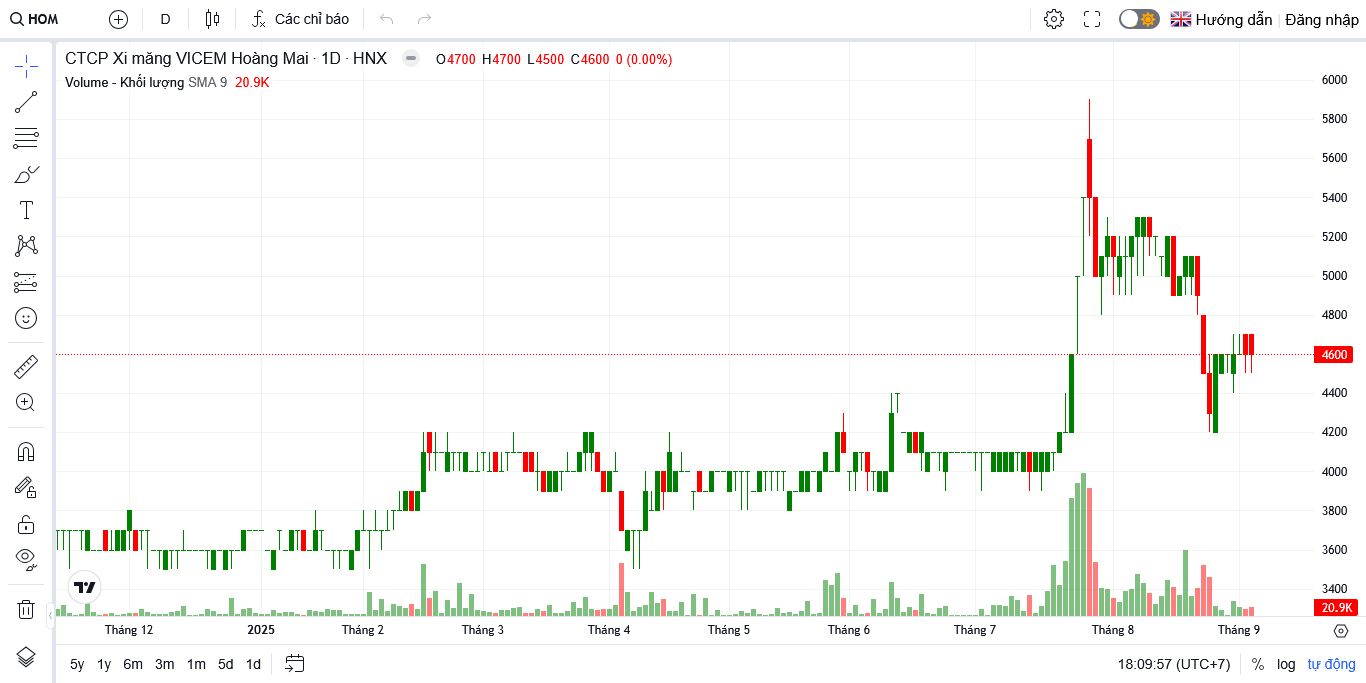 HOM D Các chỉ báo Hướng dẫn Đăng nhập
CTCP Xi măng VICEM Hoàng Mai · 1D · HNX O4700 H4700 L4500 C4600 0 (0.00%)
Volume - Khối lượng SMA 9 20.9K
6000
5800
5600
5400
5200
5000
4800
4600
4400
4200
4000
3800
3600
3400
20.9K
Tháng 12 2025 Tháng 2 Tháng 3 Tháng 4 Tháng 5 Tháng 6 Tháng 7 Tháng 8 Tháng 9
5y 1y 6m 3m 1m 5d 1d 18:09:57 (UTC+7) % log tự động